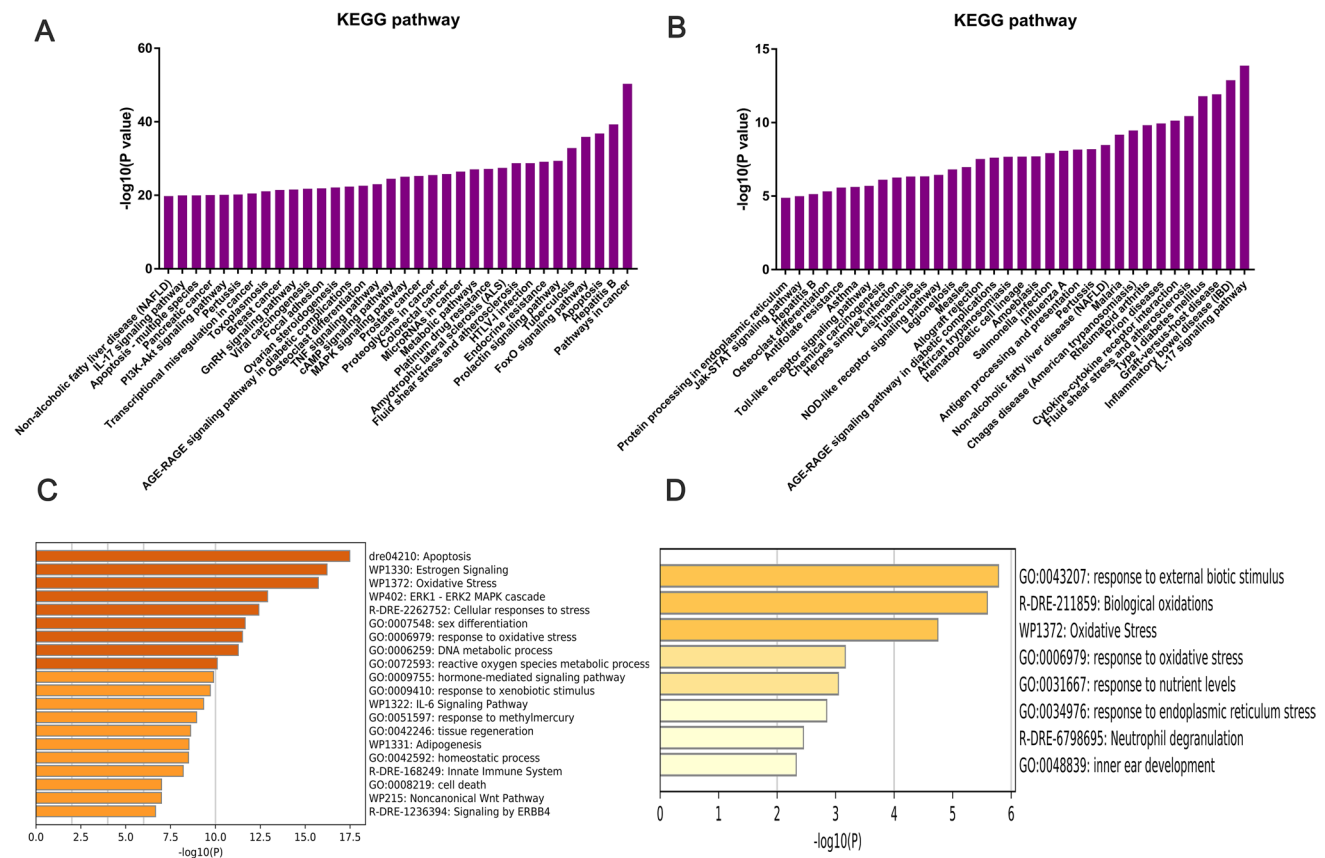 A
KEGG pathway
-log10(P value)
60
40
20
0
Non-alcoholic fatty liver disease (NAFLD)
IL-17 signaling pathway
Apoptosis - multiple species
Pancreatic cancer
PI3K-Akt signaling pathway
Pertussis
Transcriptional misregulation in cancer
Toxoplasmosis
Breast cancer
GnRH signaling pathway
Viral carcinogenesis
Focal adhesion
Ovarian steroidogenesis
AGE-RAGE signaling pathway in diabetic complications
Osteoclast differentiation
TNF signaling pathway
cAMP signaling pathway
MAPK signaling pathway
Prostate cancer
Proteoglycans in cancer
Colorectal cancer
MicroRNAs in cancer
Metabolic pathways
Platinum drug resistance
Amyotrophic lateral sclerosis (ALS)
Fluid shear stress and atherosclerosis
HTLV-I infection
Endocrine resistance
Prolactin signaling pathway
Tuberculosis
FoxO signaling pathway
Apoptosis
Hepatitis B
Pathways in cancer
B
KEGG pathway
-log10(P value)
15
10
5
0
Protein processing in endoplasmic reticulum
Jak-STAT signaling pathway
Hepatitis B
Osteoclast differentiation
Antifolate resistance
Asthma
Toll-like receptor signaling pathway
Chemical carcinogenesis
Herpes simplex infection
Leishmaniasis
Tuberculosis
NOD-like receptor signaling pathway
Legionellosis
Measles
Allograft rejection
AGE-RAGE signaling pathway in diabetic complications
African trypanosomiasis
Hematopoietic cell lineage
Amoebiasis
Salmonella infection
Influenza A
Antigen processing and presentation
Pertussis
Non-alcoholic fatty liver disease (NAFLD)
Malaria
Chagas disease (American trypanosomiasis)
Rheumatoid arthritis
Prion diseases
Cytokine-cytokine receptor interaction
Fluid shear stress and atherosclerosis
Type I diabetes mellitus
Graft-versus-host disease
Inflammatory bowel disease (IBD)
IL-17 signaling pathway
C
dre04210: Apoptosis
WP1330: Estrogen Signaling
WP1372: Oxidative Stress
WP402: ERK1 - ERK2 MAPK cascade
R-DRE-2262752: Cellular responses to stress
GO:0007548: sex differentiation
GO:0006979: response to oxidative stress
GO:0006259: DNA metabolic process
GO:0072593: reactive oxygen species metabolic process
GO:0009755: hormone-mediated signaling pathway
GO:0009410: response to xenobiotic stimulus
WP1322: IL-6 Signaling Pathway
GO:0051597: response to methylmercury
GO:0042246: tissue regeneration
WP1331: Adipogenesis
GO:0042592: homeostatic process
R-DRE-168249: Innate Immune System
GO:0008219: cell death
WP215: Noncanonical Wnt Pathway
R-DRE-1236394: Signaling by ERBB4
0.0 2.5 5.0 7.5 10.0 12.5 15.0 17.5
-log10(P)
D
GO:0043207: response to external biotic stimulus
R-DRE-211859: Biological oxidations
WP1372: Oxidative Stress
GO:0006979: response to oxidative stress
GO:0031667: response to nutrient levels
GO:0034976: response to endoplasmic reticulum stress
R-DRE-6798695: Neutrophil degranulation
GO:0048839: inner ear development
0 1 2 3 4 5 6
-log10(P)